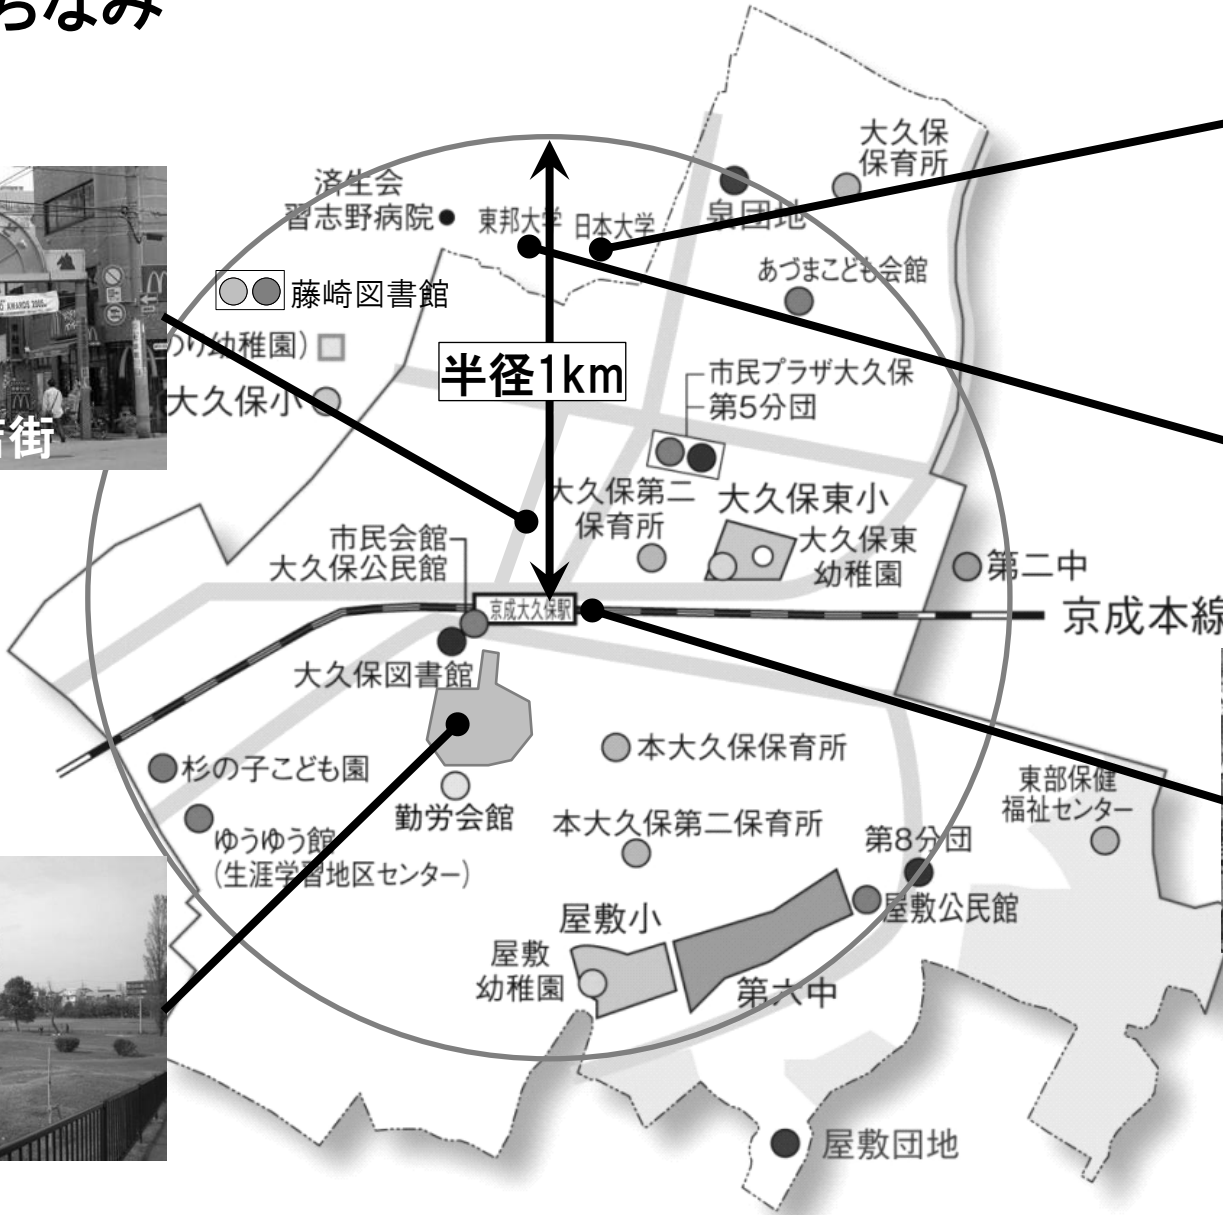 ちなみ
大久保
保育所
済生会
習志野病院
東邦大学
日本大学
泉団地
あづまこども会館
藤崎図書館
のり幼稚園)
半径1km
市民プラザ大久保
第5分団
大久保小
街
大久保第二
保育所
大久保東小
大久保東
幼稚園
市民会館
大久保公民館
第二中
京成大久保駅
京成本線
大久保図書館
本大久保保育所
杉の子こども園
東部保健
福祉センター
勤労会館
本大久保第二保育所
第8分団
ゆうゆう館
(生涯学習地区センター)
屋敷公民館
屋敷小
屋敷
幼稚園
第六中
屋敷団地